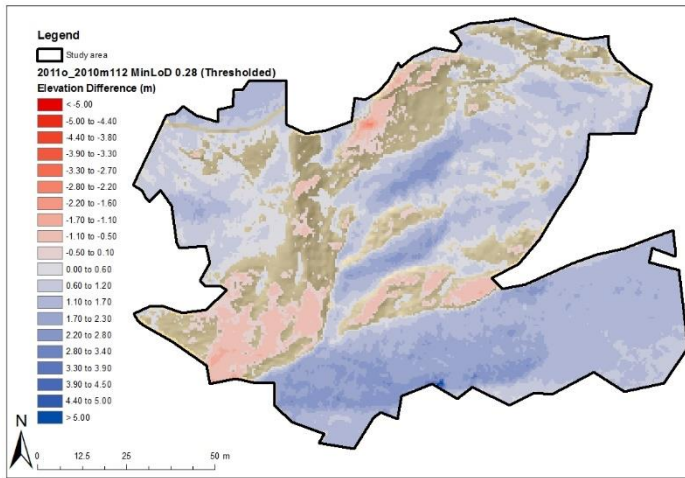 Legend
Study area
2011o_2010m112 MinLoD 0.28 (Thresholded)
Elevation Difference (m)
< -5.00
-5.00 to -4.40
-4.40 to -3.80
-3.90 to -3.30
-3.30 to -2.70
-2.80 to -2.20
-2.20 to -1.60
-1.70 to -1.10
-1.10 to -0.50
-0.50 to 0.10
0.00 to 0.60
0.60 to 1.20
1.10 to 1.70
1.70 to 2.30
2.20 to 2.80
2.80 to 3.40
3.30 to 3.90
3.90 to 4.50
4.40 to 5.00
> 5.00
N
0 12.5 25 50 m